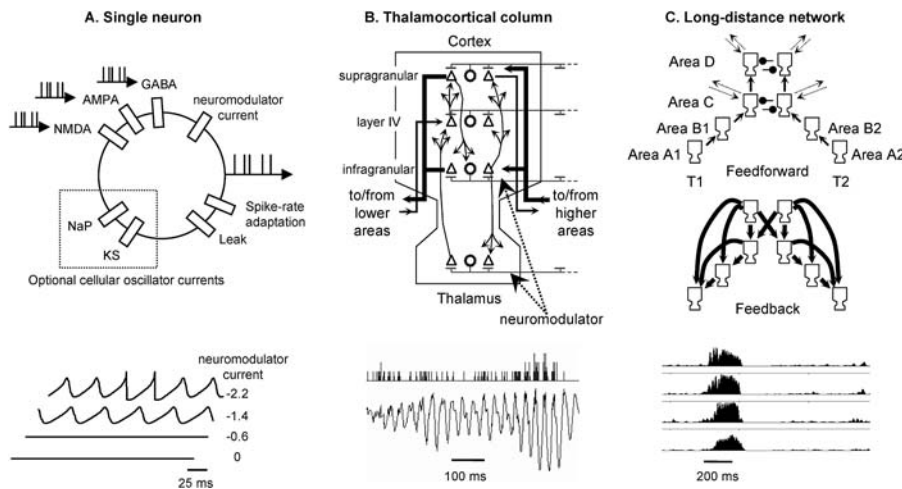 A. Single neuron
GABA
AMPA
NMDA
neuromodulator
current
Spike-rate
adaptation
Leak
NaP
KS
Optional cellular oscillator currents
neuromodulator
current
-2.2
-1.4
-0.6
0
25 ms
B. Thalamocortical column
Cortex
supragranular
layer IV
infragranular
to/from
lower
areas
to/from
higher
areas
Thalamus
neuromodulator
100 ms
C. Long-distance network
Area D
Area C
Area B1
Area B2
Area A1
Area A2
T1
T2
Feedforward
Feedback
200 ms